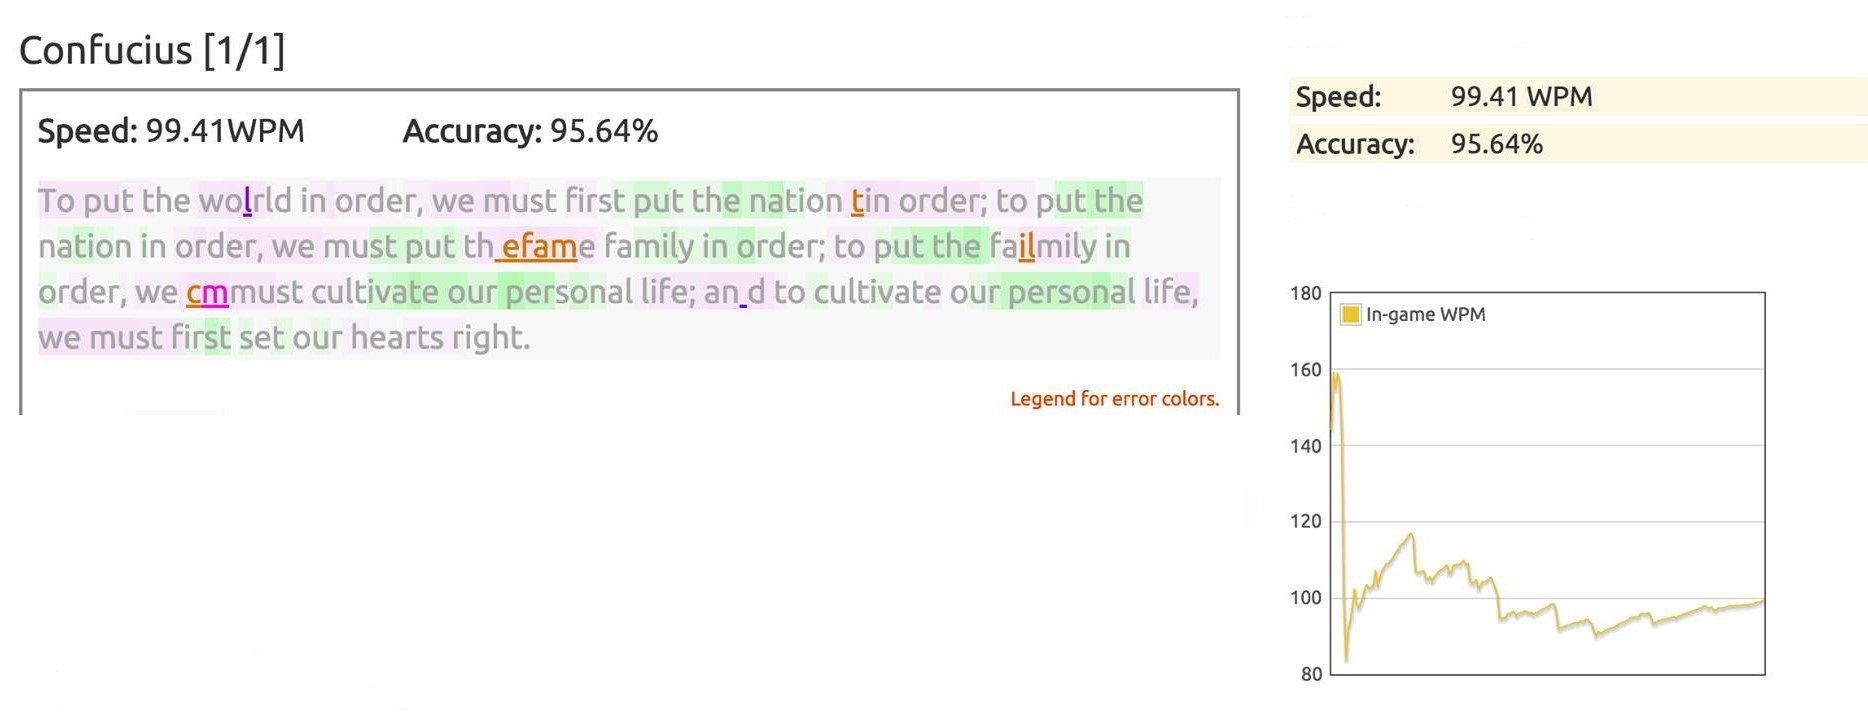 Confucius [1/1]
Speed: 99.41WPM Accuracy: 95.64%
To put the wolrld in order, we must first put the nation tin order; to put the
nation in order, we must put th efame family in order; to put the failmily in
order, we cmmust cultivate our personal life; an d to cultivate our personal life,
we must first set our hearts right.
Legend for error colors.
Speed: 99.41 WPM
Accuracy: 95.64%
180
In-game WPM
160
140
120
100
80